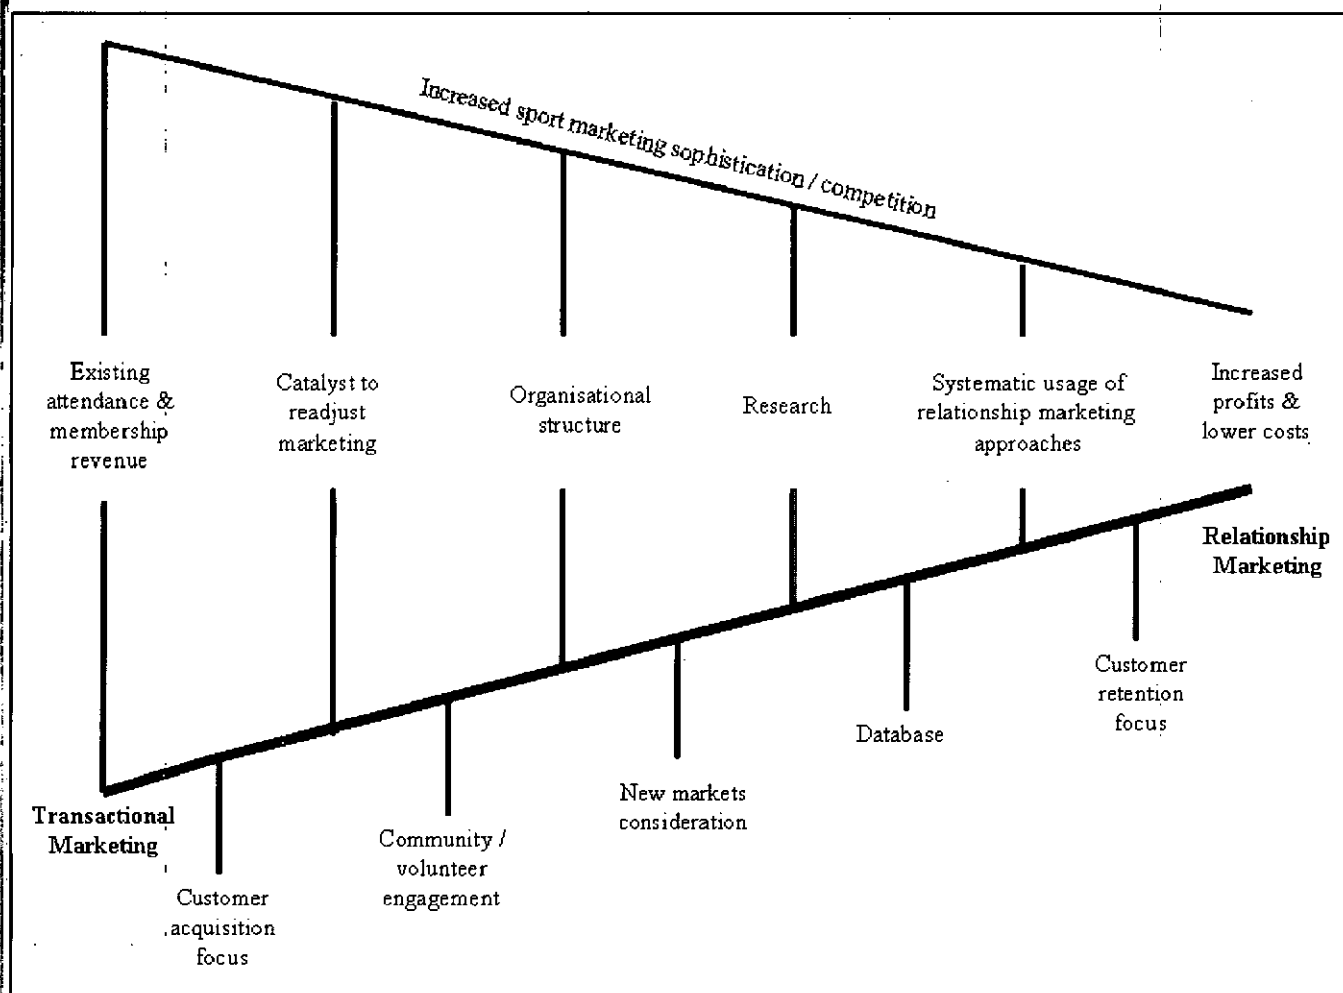 Increased sport marketing sophistication / competition
Existing
attendance &
membership
revenue
Catalyst to
readjust
marketing
Organisational
structure
Research
Systematic usage of
relationship marketing
approaches
Increased
profits &
lower costs
Relationship
Marketing
Transactional
Marketing
Customer
acquisition
focus
Community /
volunteer
engagement
New markets
consideration
Database
Customer
retention
focus